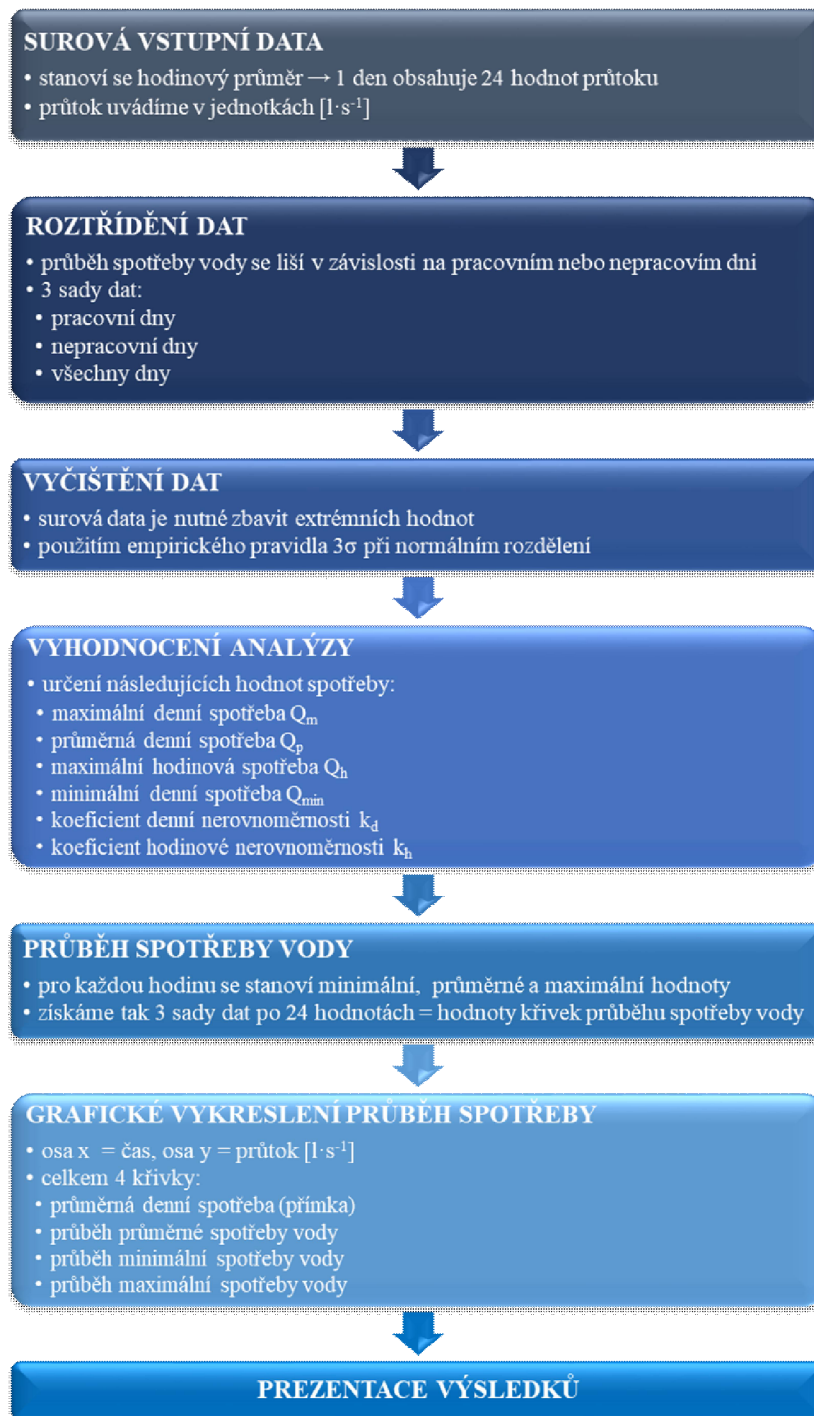 SUROVÁ VSTUPNÍ DATA
• stanoví se hodinový průměr → 1 den obsahuje 24 hodnot průtoku
• průtok uvádíme v jednotkách [l·s⁻¹]
ROZTŘÍDĚNÍ DAT
• průběh spotřeby vody se liší v závislosti na pracovním nebo nepracovím dni
• 3 sady dat:
• pracovní dny
• nepracovní dny
• všechny dny
VYČIŠTĚNÍ DAT
• surová data je nutné zbavit extrémních hodnot
• použitím empirického pravidla 3σ při normálním rozdělení
VYHODNOCENÍ ANALÝZY
• určení následujících hodnot spotřeby:
• maximální denní spotřeba Qm
• průměrná denní spotřeba Qp
• maximální hodinová spotřeba Qh
• minimální denní spotřeba Qmin
• koeficient denní nerovnoměrnosti kd
• koeficient hodinové nerovnoměrnosti kh
PRŮBĚH SPOTŘEBY VODY
• pro každou hodinu se stanoví minimální, průměrné a maximální hodnoty
• získáme tak 3 sady dat po 24 hodnotách = hodnoty křivek průběhu spotřeby vody
GRAFICKÉ VYKRESLENÍ PRŮBĚH SPOTŘEBY
• osa x = čas, osa y = průtok [l·s⁻¹]
• celkem 4 křivky:
• průměrná denní spotřeba (přímka)
• průběh průměrné spotřeby vody
• průběh minimální spotřeby vody
• průběh maximální spotřeby vody
PREZENTACE VÝSLEDKŮ